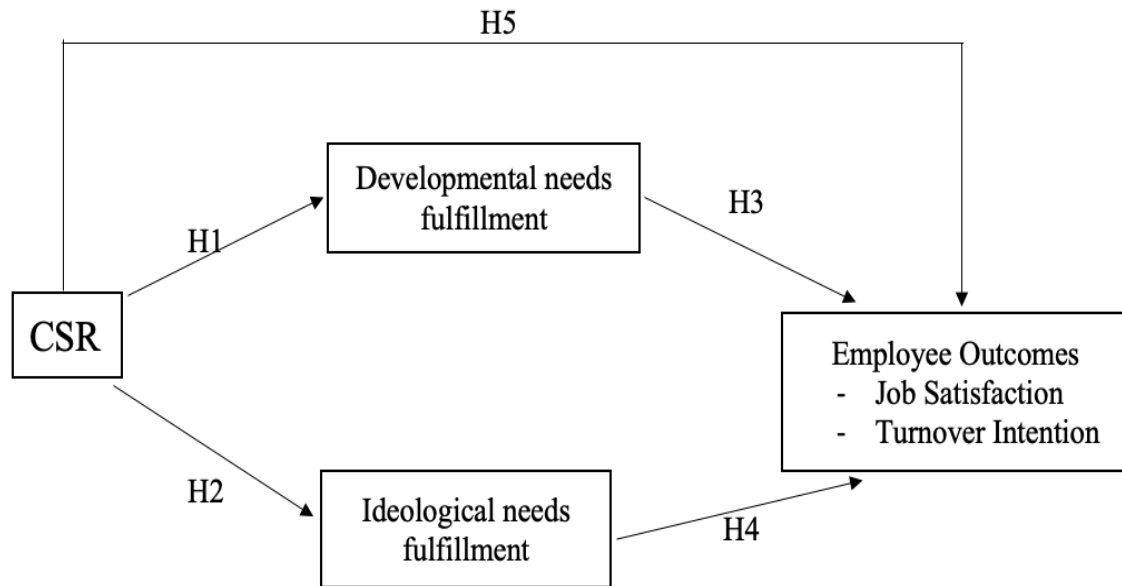 H5
Developmental needs
fulfillment
H3
H1
CSR
Employee Outcomes
- Job Satisfaction
- Turnover Intention
H2
Ideological needs
fulfillment
H4